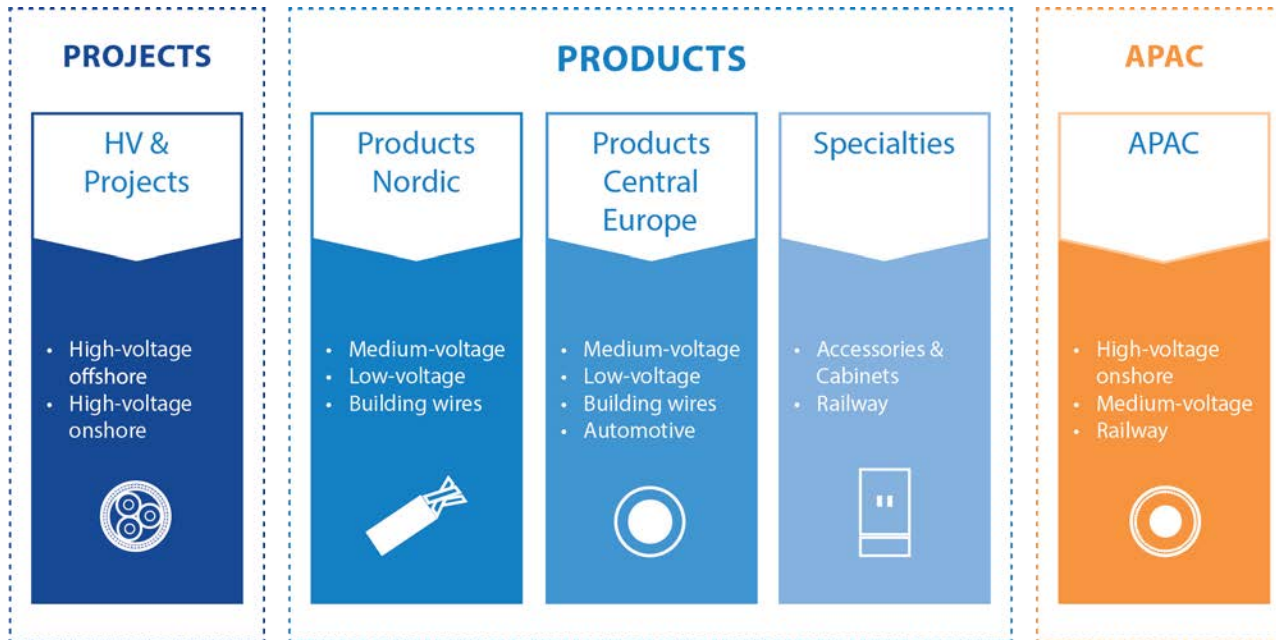 PROJECTS
HV &
Projects
• High-voltage
offshore
• High-voltage
onshore
PRODUCTS
Products
Nordic
• Medium-voltage
• Low-voltage
• Building wires
Products
Central
Europe
• Medium-voltage
• Low-voltage
• Building wires
• Automotive
Specialties
• Accessories &
Cabinets
• Railway
APAC
APAC
• High-voltage
onshore
• Medium-voltage
• Railway